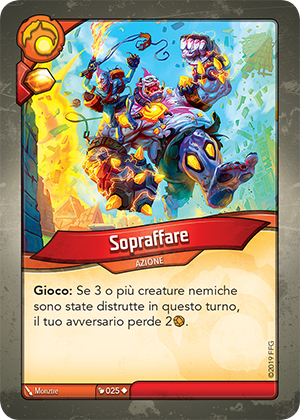 Sopraffare
AZIONE
Gioco: Se 3 o più creature nemiche
sono state distrutte in questo turno,
il tuo avversario perde 2.
Monztre
025
©2019 FFG